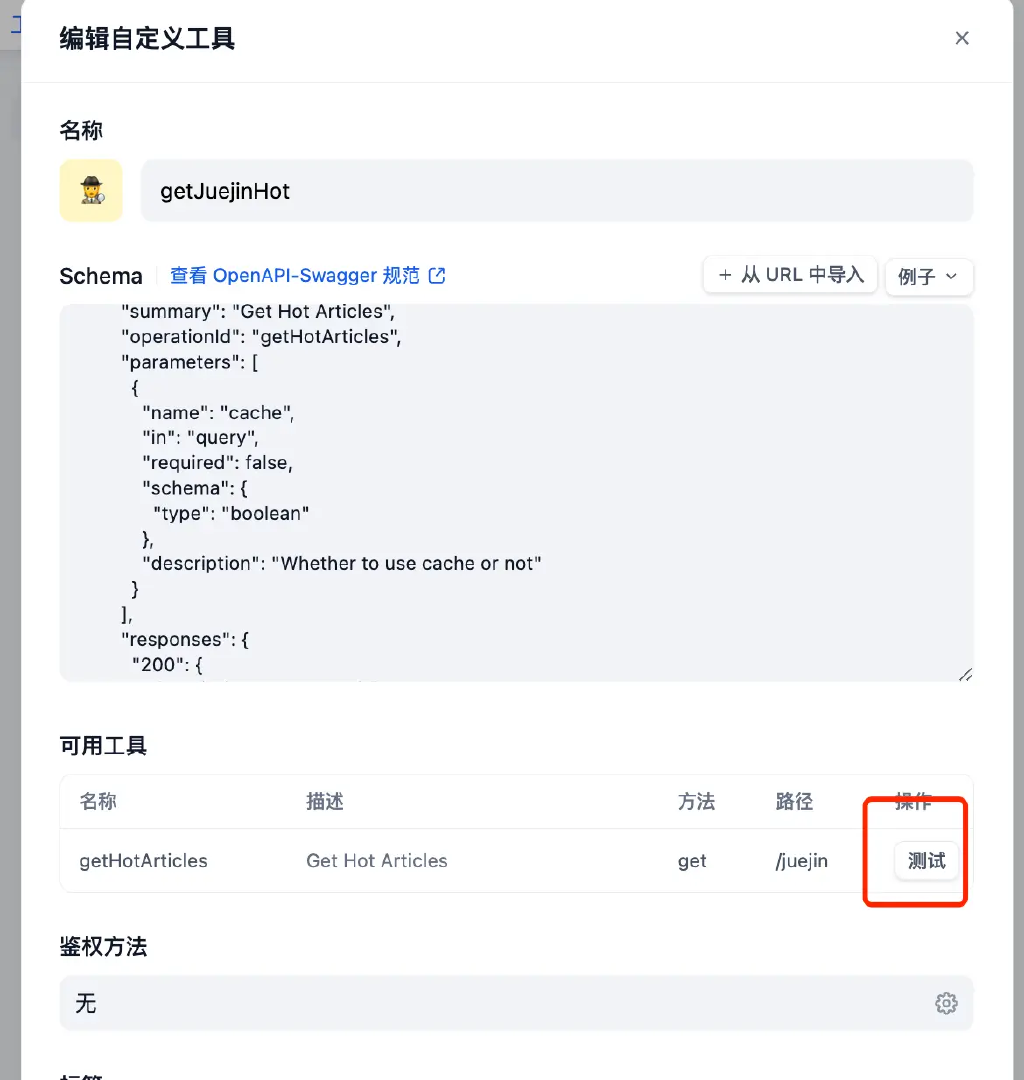 编辑自定义工具
名称
getJuejinHot
Schema 查看 OpenAPI-Swagger 规范 + 从 URL 中导入 例子
"summary": "Get Hot Articles",
"operationId": "getHotArticles",
"parameters": [
{
"name": "cache",
"in": "query",
"required": false,
"schema": {
"type": "boolean"
},
"description": "Whether to use cache or not"
}
],
"responses": {
"200": {
可用工具
名称 描述 方法 路径 操作
getHotArticles Get Hot Articles get /juejin 测试
鉴权方法
无